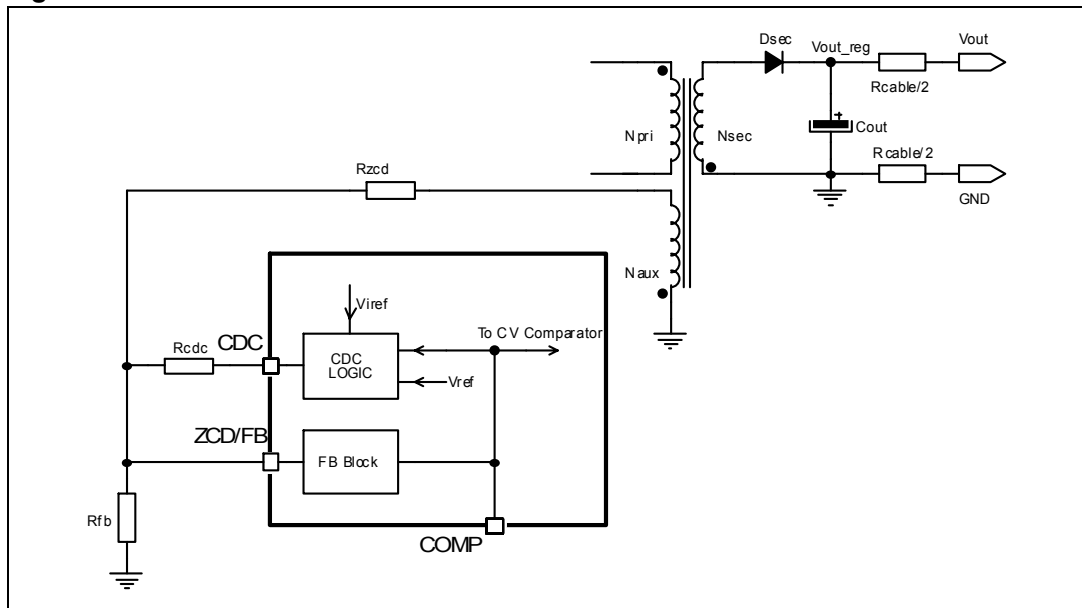 Dsec
Vout_reg
Vout
Rcable/2
Npri
Nsec
Cout
Rcable/2
Rzcd
GND
Naux
Viref
To CV Comparator
Rcdc
CDC
CDC
LOGIC
Vref
ZCD/FB
FB Block
Rfb
COMP